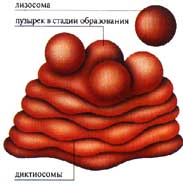 лизосома
пузырек в стадии образования
диктиосомы